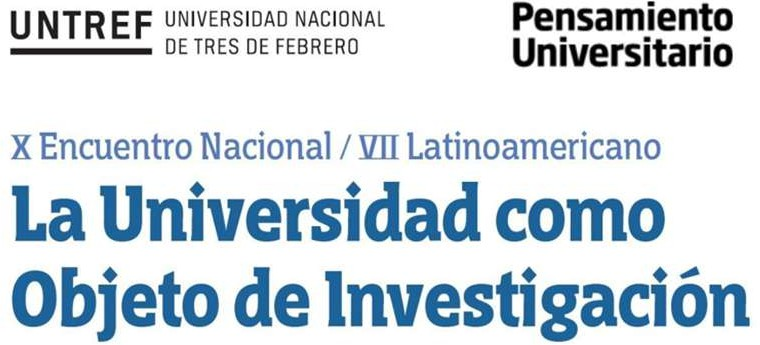 UNTREF
UNIVERSIDAD NACIONAL
DE TRES DE FEBRERO
Pensamiento
Universitario
X Encuentro Nacional / VII Latinoamericano
La Universidad como
Objeto de Investigación